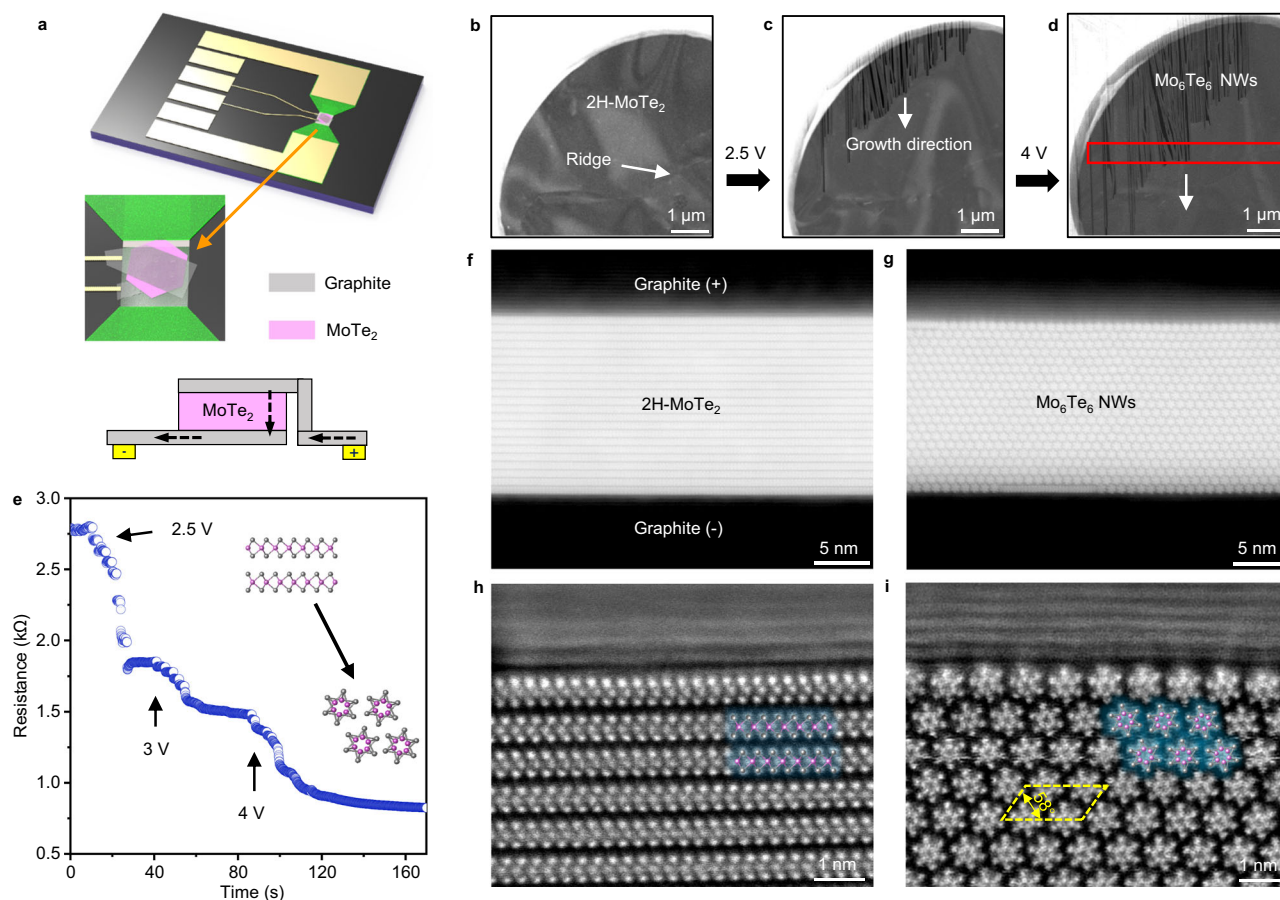 a
Graphite
MoTe2
MoTe2
-
+
b
2H-MoTe2
Ridge
1 μm
2.5 V
c
Growth direction
1 μm
4 V
d
Mo6Te6 NWs
1 μm
e
Resistance (kΩ)
3.0
2.5
2.0
1.5
1.0
0.5
2.5 V
3 V
4 V
0
40
80
120
160
Time (s)
f
Graphite (+)
2H-MoTe2
Graphite (-)
5 nm
g
Mo6Te6 NWs
5 nm
h
i
1 nm
1 nm